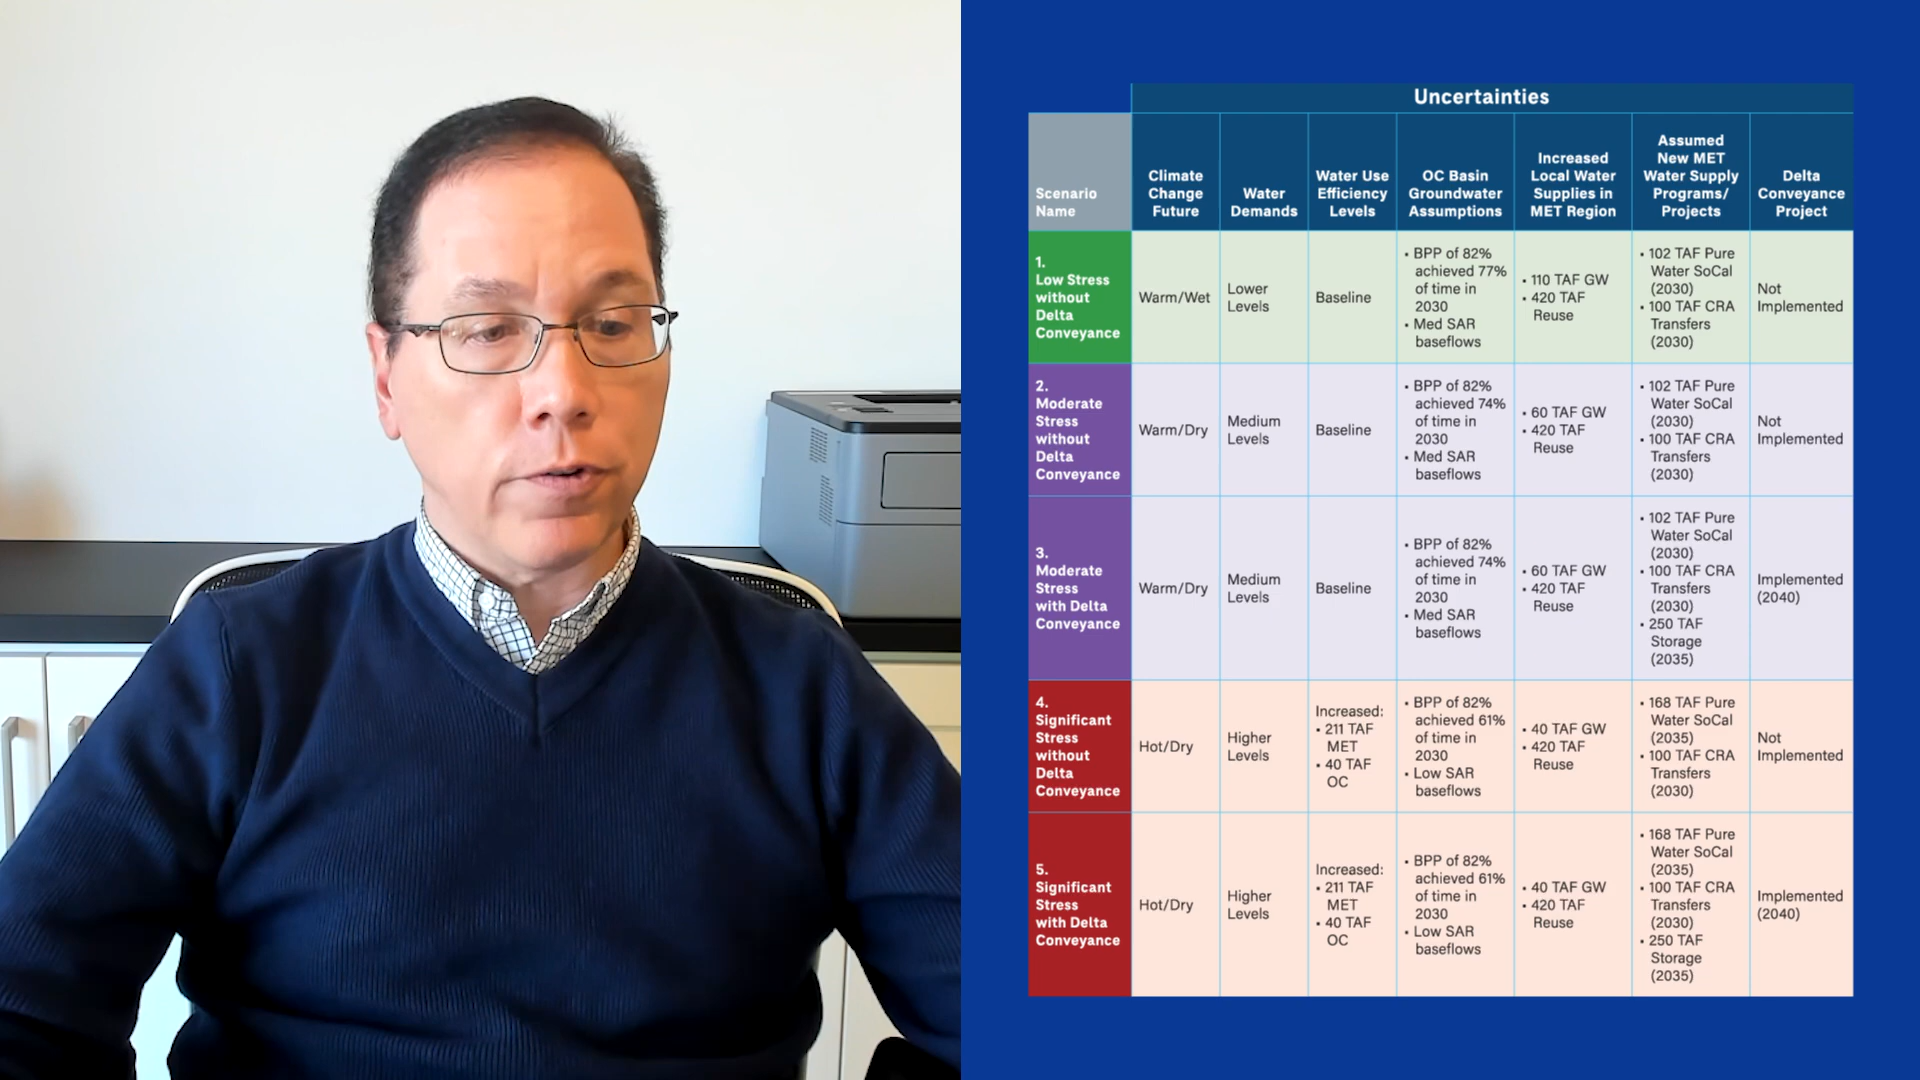 Uncertainties
Scenario
Name
Climate
Change
Future
Water
Demands
Water Use
Efficiency
Levels
OC Basin
Groundwater
Assumptions
Increased
Local Water
Supplies in
MET Region
Assumed
New MET
Water Supply
Programs/
Projects
Delta
Conveyance
Project
1.
Low Stress
without
Delta
Conveyance
Warm/Wet
Lower
Levels
Baseline
• BPP of 82%
achieved 77%
of time in
2030
• Med SAR
baseflows
• 110 TAF GW
• 420 TAF
Reuse
• 102 TAF Pure
Water SoCal
(2030)
• 100 TAF CRA
Transfers
(2030)
Not
Implemented
2.
Moderate
Stress
without
Delta
Conveyance
Warm/Dry
Medium
Levels
Baseline
• BPP of 82%
achieved 74%
of time in
2030
• Med SAR
baseflows
• 60 TAF GW
• 420 TAF
Reuse
• 102 TAF Pure
Water SoCal
(2030)
• 100 TAF CRA
Transfers
(2030)
Not
Implemented
3.
Moderate
Stress
with Delta
Conveyance
Warm/Dry
Medium
Levels
Baseline
• BPP of 82%
achieved 74%
of time in
2030
• Med SAR
baseflows
• 60 TAF GW
• 420 TAF
Reuse
• 102 TAF Pure
Water SoCal
(2030)
• 100 TAF CRA
Transfers
(2030)
• 250 TAF
Storage
(2035)
Implemented
(2040)
4.
Significant
Stress
without
Delta
Conveyance
Hot/Dry
Higher
Levels
Increased:
• 211 TAF
MET
• 40 TAF
OC
• BPP of 82%
achieved 61%
of time in
2030
• Low SAR
baseflows
• 40 TAF GW
• 420 TAF
Reuse
• 168 TAF Pure
Water SoCal
(2035)
• 100 TAF CRA
Transfers
(2030)
Not
Implemented
5.
Significant
Stress
with Delta
Conveyance
Hot/Dry
Higher
Levels
Increased:
• 211 TAF
MET
• 40 TAF
OC
• BPP of 82%
achieved 61%
of time in
2030
• Low SAR
baseflows
• 40 TAF GW
• 420 TAF
Reuse
• 168 TAF Pure
Water SoCal
(2035)
• 100 TAF CRA
Transfers
(2030)
• 250 TAF
Storage
(2035)
Implemented
(2040)